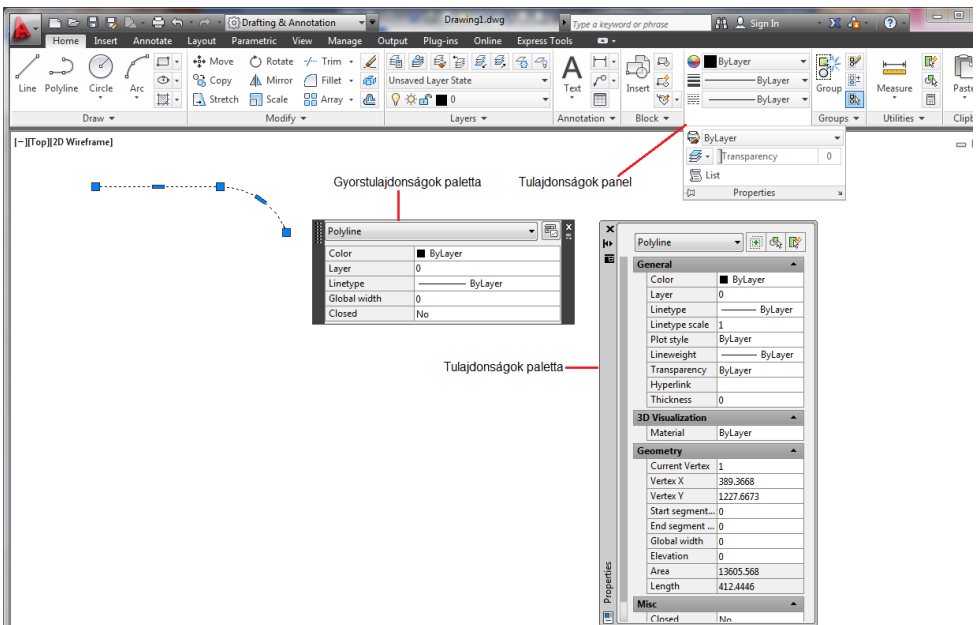 Drafting & Annotation
Drawing1.dwg
Type a keyword or phrase
Sign In
Home Insert Annotate Layout Parametric View Manage Output Plug-ins Online Express Tools
Line Polyline Circle Arc
Move Rotate Trim
Copy Mirror Fillet
Stretch Scale Array
Unsaved Layer State
0
Text
Insert
ByLayer
ByLayer
ByLayer
Group
Measure
Paste
Draw
Modify
Layers
Annotation
Block
Groups
Utilities
Clipb
[−][Top][2D Wireframe]
ByLayer
Transparency 0
List
Properties
Gyorstulajdonságok paletta
Tulajdonságok panel
Polyline
Color ByLayer
Layer 0
Linetype ByLayer
Global width 0
Closed No
Tulajdonságok paletta
Polyline
General
Color ByLayer
Layer 0
Linetype ByLayer
Linetype scale 1
Plot style ByLayer
Lineweight ByLayer
Transparency ByLayer
Hyperlink
Thickness 0
3D Visualization
Material ByLayer
Geometry
Current Vertex 1
Vertex X 389.3668
Vertex Y 1227.6673
Start segment... 0
End segment ... 0
Global width 0
Elevation 0
Area 13605.568
Length 412.4446
Misc
Closed No
Properties